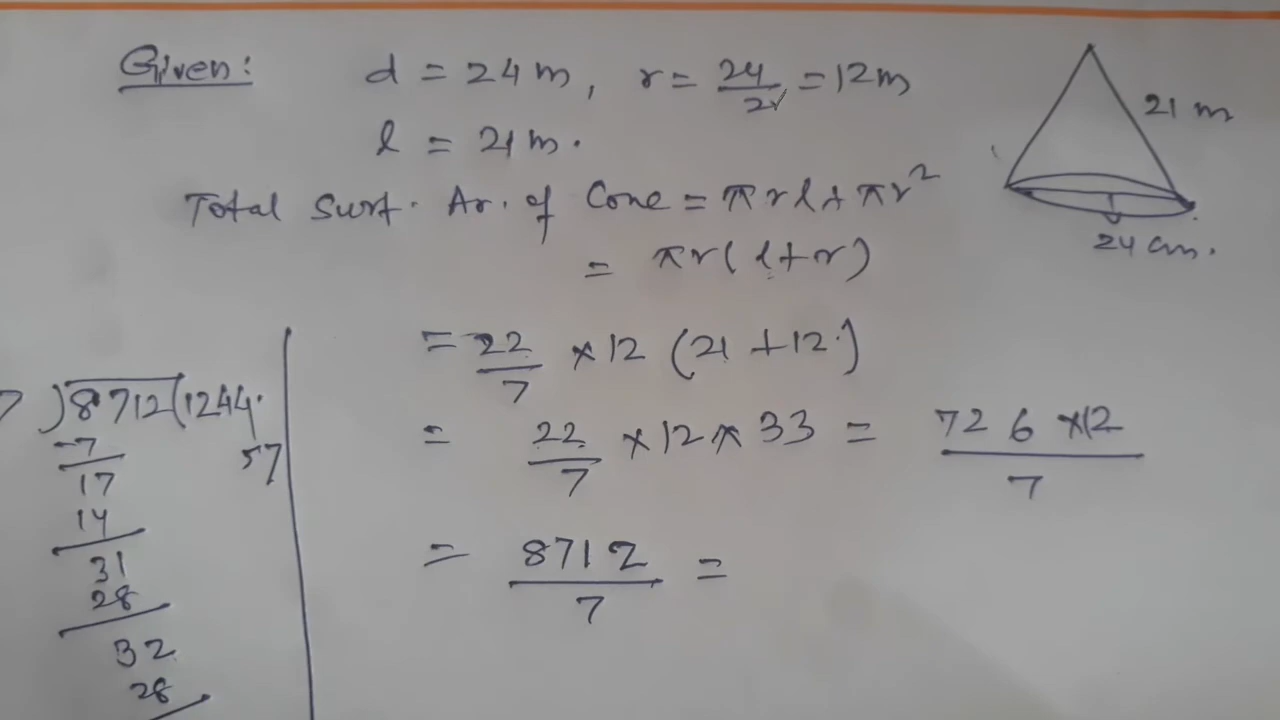 Given: d = 24 m, r = 24/2 = 12 m
l = 21 m.
Total Surf. Ar. of Cone = πrl + πr²
= πr(l+r)
= 22/7 × 12 (21 + 12)
= 22/7 × 12 × 33 = 726 × 12/7
= 8712/7 =
21 m
24 cm.
7)8712(1244.57
-7
17
14
31
28
32
28